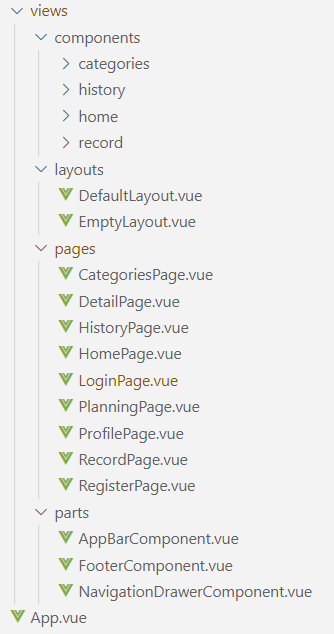 views
components
categories
history
home
record
layouts
DefaultLayout.vue
EmptyLayout.vue
pages
CategoriesPage.vue
DetailPage.vue
HistoryPage.vue
HomePage.vue
LoginPage.vue
PlanningPage.vue
ProfilePage.vue
RecordPage.vue
RegisterPage.vue
parts
AppBarComponent.vue
FooterComponent.vue
NavigationDrawerComponent.vue
App.vue